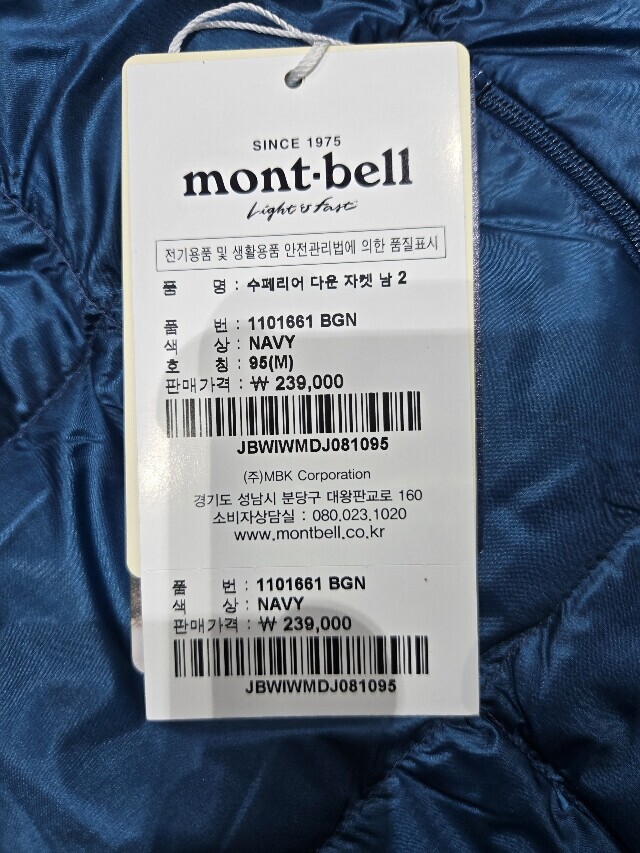 SINCE 1975
mont·bell
Light & Fast
전기용품 및 생활용품 안전관리법에 의한 품질표시
품 명 : 수페리어 다운 자켓 남 2
품 번 : 1101661 BGN
색 상 : NAVY
호 칭 : 95(M)
판매가격 : ₩ 239,000
JBWIWMDJ081095
(주)MBK Corporation
경기도 성남시 분당구 대왕판교로 160
소비자상담실 : 080.023.1020
www.montbell.co.kr
품 번 : 1101661 BGN
색 상 : NAVY
판매가격 : ₩ 239,000
JBWIWMDJ081095